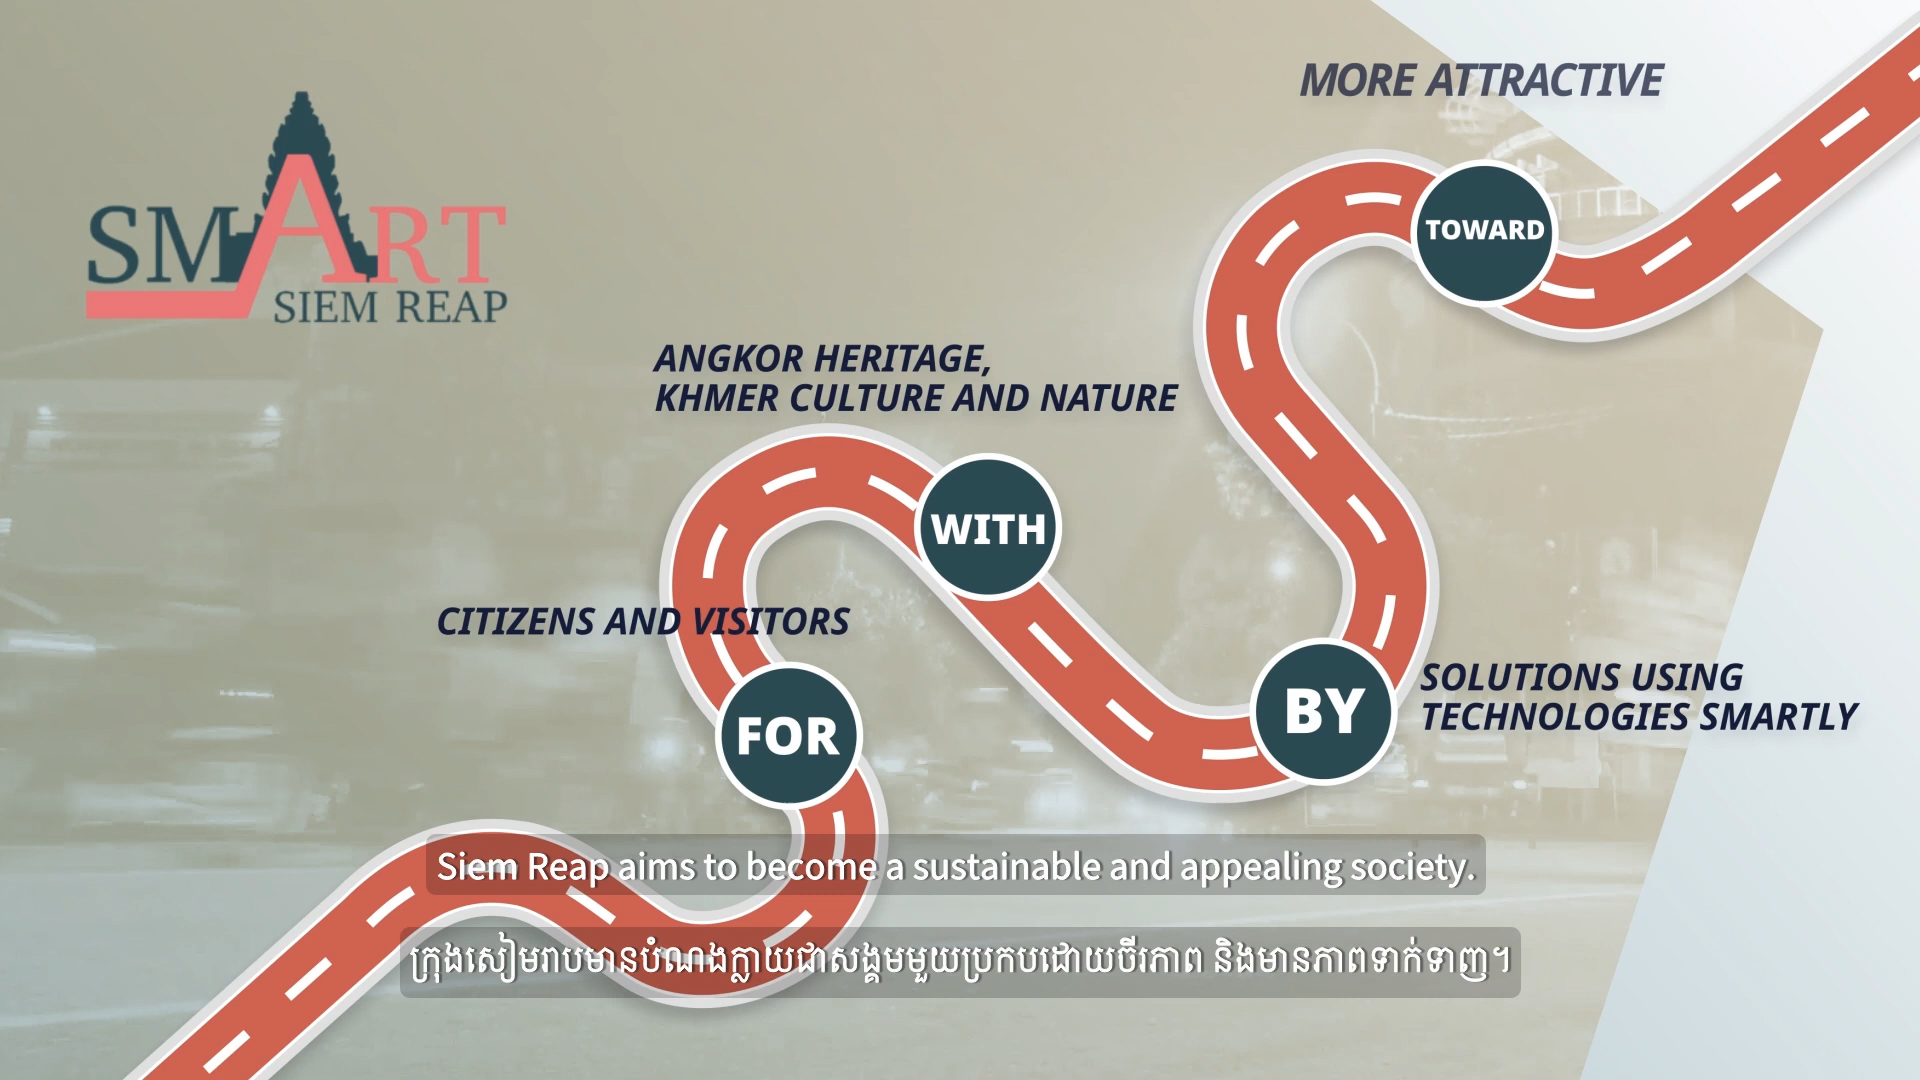 SMART
SIEM REAP
MORE ATTRACTIVE
TOWARD
ANGKOR HERITAGE,
KHMER CULTURE AND NATURE
WITH
CITIZENS AND VISITORS
FOR
BY
SOLUTIONS USING
TECHNOLOGIES SMARTLY
Siem Reap aims to become a sustainable and appealing society.
ក្រុងសៀមរាបមានបំណងក្លាយជាសង្គមមួយប្រកបដោយចីរភាព និងមានភាពទាក់ទាញ។